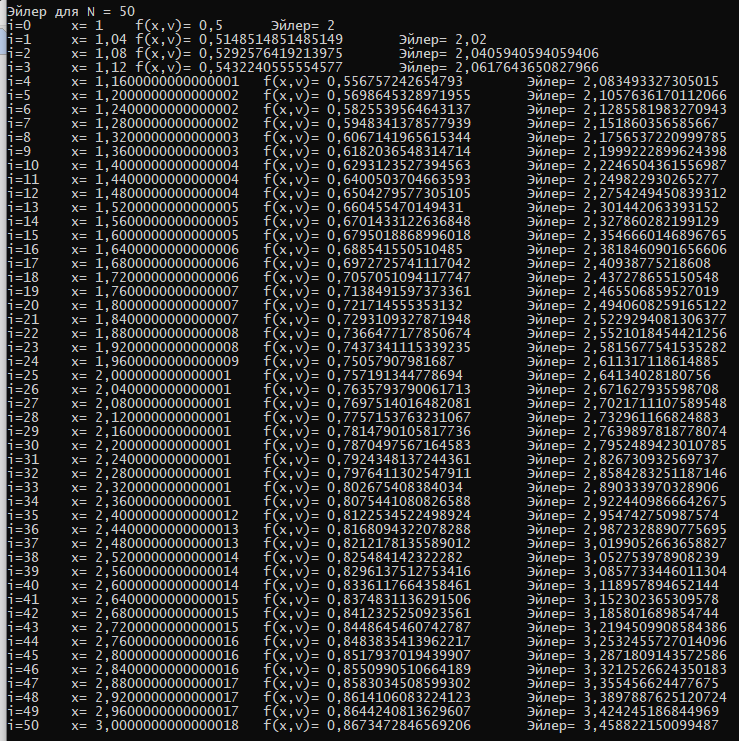 Эйлер для N = 50
i=0 x= 1 f(x,v)= 0,5 Эйлер= 2
i=1 x= 1,04 f(x,v)= 0,5148514851485149 Эйлер= 2,02
i=2 x= 1,08 f(x,v)= 0,5292576419213975 Эйлер= 2,0405940594059406
i=3 x= 1,12 f(x,v)= 0,5432240555554577 Эйлер= 2,0617643650827966
i=4 x= 1,1600000000000001 f(x,v)= 0,556757242654793 Эйлер= 2,083493327305015
i=5 x= 1,2000000000000002 f(x,v)= 0,5698645328971955 Эйлер= 2,1057636170112066
i=6 x= 1,2400000000000002 f(x,v)= 0,5825539564643137 Эйлер= 2,1285581983270943
i=7 x= 1,2800000000000002 f(x,v)= 0,5948341378577939 Эйлер= 2,151860356585667
i=8 x= 1,3200000000000003 f(x,v)= 0,6067141965615344 Эйлер= 2,1756537220999785
i=9 x= 1,3600000000000003 f(x,v)= 0,6182036548314714 Эйлер= 2,1999222899624398
i=10 x= 1,4000000000000004 f(x,v)= 0,6293123527394563 Эйлер= 2,2246504361556987
i=11 x= 1,4400000000000004 f(x,v)= 0,6400503704663593 Эйлер= 2,249822930265277
i=12 x= 1,4800000000000004 f(x,v)= 0,6504279577305105 Эйлер= 2,2754249450839312
i=13 x= 1,5200000000000005 f(x,v)= 0,660455470149431 Эйлер= 2,301442063393152
i=14 x= 1,5600000000000005 f(x,v)= 0,6701433122636848 Эйлер= 2,327860282199129
i=15 x= 1,6000000000000005 f(x,v)= 0,6795018868996018 Эйлер= 2,3546660146896765
i=16 x= 1,6400000000000006 f(x,v)= 0,688541550510485 Эйлер= 2,3818460901656606
i=17 x= 1,6800000000000006 f(x,v)= 0,6972725741117042 Эйлер= 2,40938775218608
i=18 x= 1,7200000000000006 f(x,v)= 0,7057051094117747 Эйлер= 2,437278655150548
i=19 x= 1,7600000000000007 f(x,v)= 0,7138491597373361 Эйлер= 2,465506859527019
i=20 x= 1,8000000000000007 f(x,v)= 0,721714555353132 Эйлер= 2,4940608259165122
i=21 x= 1,8400000000000007 f(x,v)= 0,7293109327871948 Эйлер= 2,5229294081306377
i=22 x= 1,8800000000000008 f(x,v)= 0,7366477177850674 Эйлер= 2,5521018454421256
i=23 x= 1,9200000000000008 f(x,v)= 0,7437341115339235 Эйлер= 2,5815677541535282
i=24 x= 1,9600000000000009 f(x,v)= 0,75057907981687 Эйлер= 2,611317118614885
i=25 x= 2,000000000000001 f(x,v)= 0,757191344778694 Эйлер= 2,64134028180756
i=26 x= 2,040000000000001 f(x,v)= 0,7635793790061713 Эйлер= 2,671627935598708
i=27 x= 2,080000000000001 f(x,v)= 0,7697514016482081 Эйлер= 2,7021711107589548
i=28 x= 2,120000000000001 f(x,v)= 0,775715376323106​7 Эйлер= 2,732961166824883
i=29 x= 2,160000000000001 f(x,v)= 0,7814790105817736 Эйлер= 2,7639897818778074
i=30 x= 2,200000000000001 f(x,v)= 0,7870497567164583 Эйлер= 2,7952489423010785
i=31 x= 2,240000000000001 f(x,v)= 0,7924348137244361 Эйлер= 2,826730932569737
i=32 x= 2,280000000000001 f(x,v)= 0,7976411302547911 Эйлер= 2,8584283251187146
i=33 x= 2,320000000000001 f(x,v)= 0,802675408384034 Эйлер= 2,890333970328906
i=34 x= 2,360000000000001 f(x,v)= 0,8075441080826588 Эйлер= 2,9224409866642675
i=35 x= 2,4000000000000012 f(x,v)= 0,8122534522498924 Эйлер= 2,954742750987574
i=36 x= 2,4400000000000013 f(x,v)= 0,8168094322078288 Эйлер= 2,9872328890775695
i=37 x= 2,4800000000000013 f(x,v)= 0,8212178135589012 Эйлер= 3,0199052663658827
i=38 x= 2,5200000000000014 f(x,v)= 0,825484142322282 Эйлер= 3,052753978908239
i=39 x= 2,5600000000000014 f(x,v)= 0,8296137512753416 Эйлер= 3,0857733446011304
i=40 x= 2,6000000000000014 f(x,v)= 0,8336117664358461 Эйлер= 3,118957894652144
i=41 x= 2,6400000000000015 f(x,v)= 0,8374831136291506 Эйлер= 3,152302365309578
i=42 x= 2,6800000000000015 f(x,v)= 0,8412325250923561 Эйлер= 3,185801689854744
i=43 x= 2,7200000000000015 f(x,v)= 0,8448645460742787 Эйлер= 3,2194509908584386
i=44 x= 2,7600000000000016 f(x,v)= 0,8483835413962217 Эйлер= 3,2532455727014096
i=45 x= 2,8000000000000016 f(x,v)= 0,8517937019439907 Эйлер= 3,2871809143572586
i=46 x= 2,8400000000000016 f(x,v)= 0,8550990510664189 Эйлер= 3,3212526624350183
i=47 x= 2,8800000000000017 f(x,v)= 0,8583034508599302 Эйлер= 3,355456624477675
i=48 x= 2,9200000000000017 f(x,v)= 0,8614106083224123 Эйлер= 3,3897887625120724
i=49 x= 2,9600000000000017 f(x,v)= 0,8644240813629607 Эйлер= 3,424245186844969
i=50 x= 3,0000000000000018 f(x,v)= 0,8673472846569206 Эйлер= 3,458822150099487